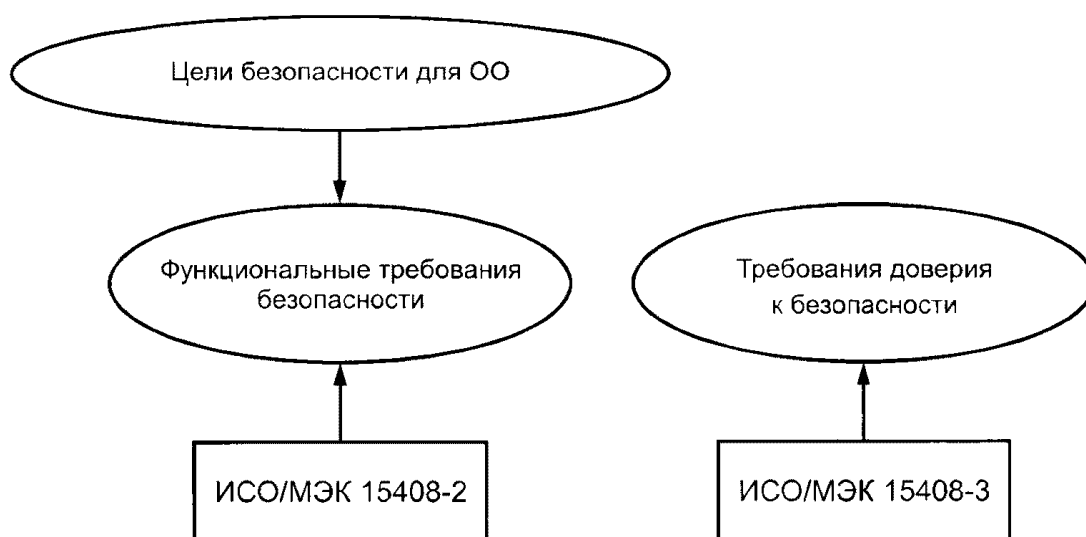 Цели безопасности для ОО
Функциональные требования
безопасности
Требования доверия
к безопасности
ИСО/МЭК 15408-2
ИСО/МЭК 15408-3